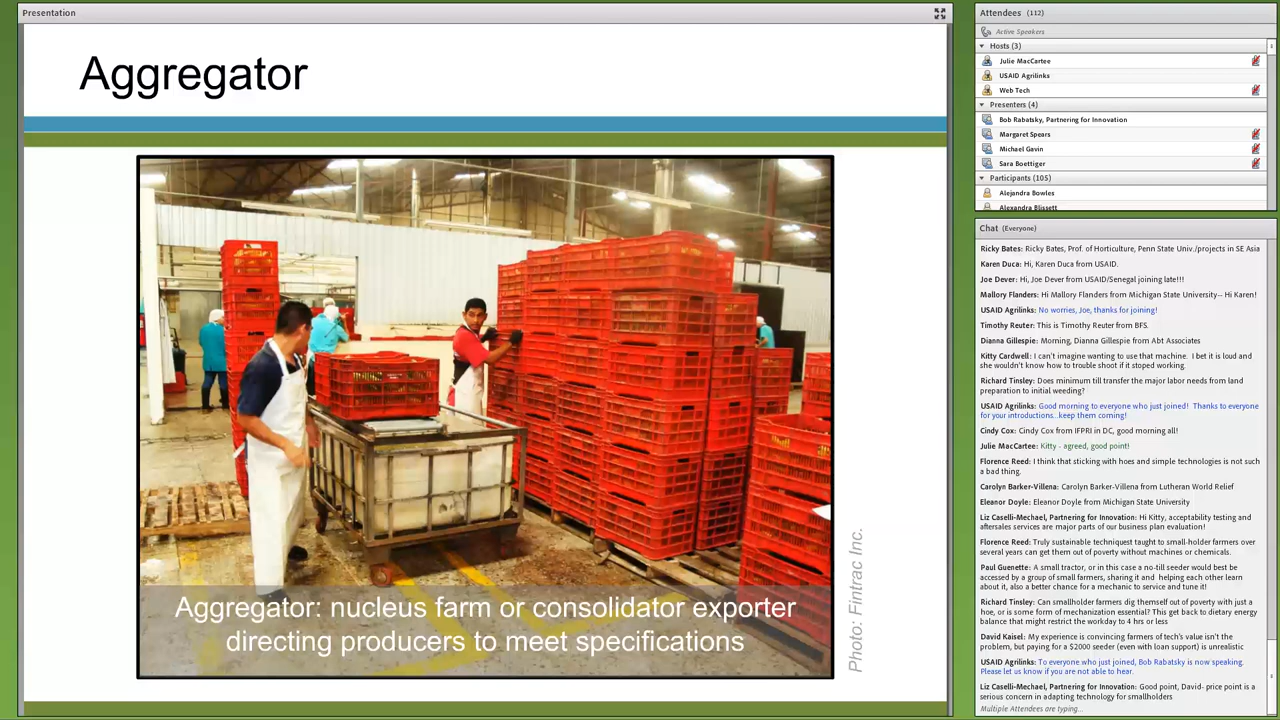 Presentation
Aggregator
Aggregator: nucleus farm or consolidator exporter
directing producers to meet specifications
Photo: Fintrac Inc.
Attendees (112)
Active Speakers
Hosts (3)
Julie MacCartee
USAID Agrilinks
Web Tech
Presenters (4)
Bob Rabatsky, Partnering for Innovation
Margaret Spears
Michael Gavin
Sara Boettiger
Participants (105)
Alejandra Bowles
Alexandra Blissett
Chat (Everyone)
Ricky Bates: Ricky Bates, Prof. of Horticulture, Penn State Univ./projects in SE Asia
Karen Duca: Hi, Karen Duca from USAID.
Joe Dever: Hi, Joe Dever from USAID/Senegal joining late!!!
Mallory Flanders: Hi Mallory Flanders from Michigan State University-- Hi Karen!
USAID Agrilinks: No worries, Joe, thanks for joining!
Timothy Reuter: This is Timothy Reuter from BFS.
Dianna Gillespie: Morning, Dianna Gillespie from Abt Associates
Kitty Cardwell: I can't imagine wanting to use that machine. I bet it is loud and
she wouldn't know how to trouble shoot if it stoped working.
Richard Tinsley: Does minimum till transfer the major labor needs from land
preparation to initial weeding?
USAID Agrilinks: Good morning to everyone who just joined! Thanks to everyone
for your introductions...keep them coming!
Cindy Cox: Cindy Cox from IFPRI in DC, good morning all!
Julie MacCartee: Kitty - agreed, good point!
Florence Reed: I think that sticking with hoes and simple technologies is not such
a bad thing.
Carolyn Barker-Villena: Carolyn Barker-Villena from Lutheran World Relief
Eleanor Doyle: Eleanor Doyle from Michigan State University
Liz Caselli-Mechael, Partnering for Innovation: Hi Kitty, acceptability testing and
aftersales services are major parts of our business plan evaluation!
Florence Reed: Truly sustainable techniquest taught to small-holder farmers over
several years can get them out of poverty without machines or chemicals.
Paul Guenette: A small tractor, or in this case a no-till seeder would best be
accessed by a group of small farmers, sharing it and helping each other learn
about it, also a better chance for a mechanic to service and tune it!
Richard Tinsley: Can smallholder farmers dig themself out of poverty with just a
hoe, or is some form of mechanization essential? This get back to dietary energy
balance that might restrict the workday to 4 hrs or less
David Kaisel: My experience is convincing farmers of tech's value isn't the
problem, but paying for a $2000 seeder (even with loan support) is unrealistic
USAID Agrilinks: To everyone who just joined, Bob Rabatsky is now speaking.
Please let us know if you are not able to hear.
Liz Caselli-Mechael, Partnering for Innovation: Good point, David- price point is a
serious concern in adapting technology for smallholders
Multiple Attendees are typing...